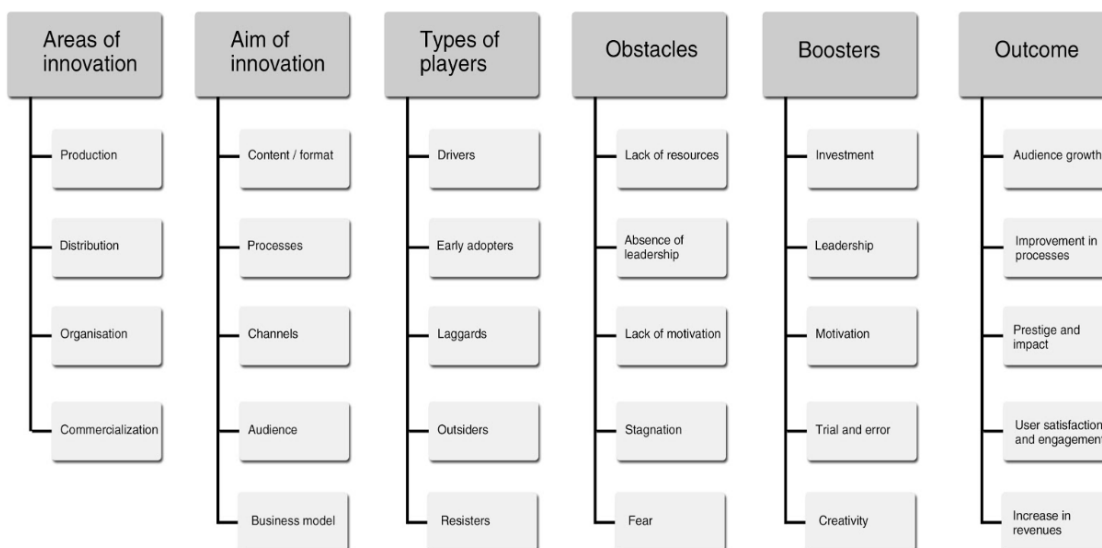 Areas of
innovation
Production
Distribution
Organisation
Commercialization
Aim of
innovation
Content / format
Processes
Channels
Audience
Business model
Types of
players
Drivers
Early adopters
Laggards
Outsiders
Resisters
Obstacles
Lack of resources
Absence of
leadership
Lack of motivation
Stagnation
Fear
Boosters
Investment
Leadership
Motivation
Trial and error
Creativity
Outcome
Audience growth
Improvement in
processes
Prestige and
impact
User satisfaction
and engagement
Increase in
revenues